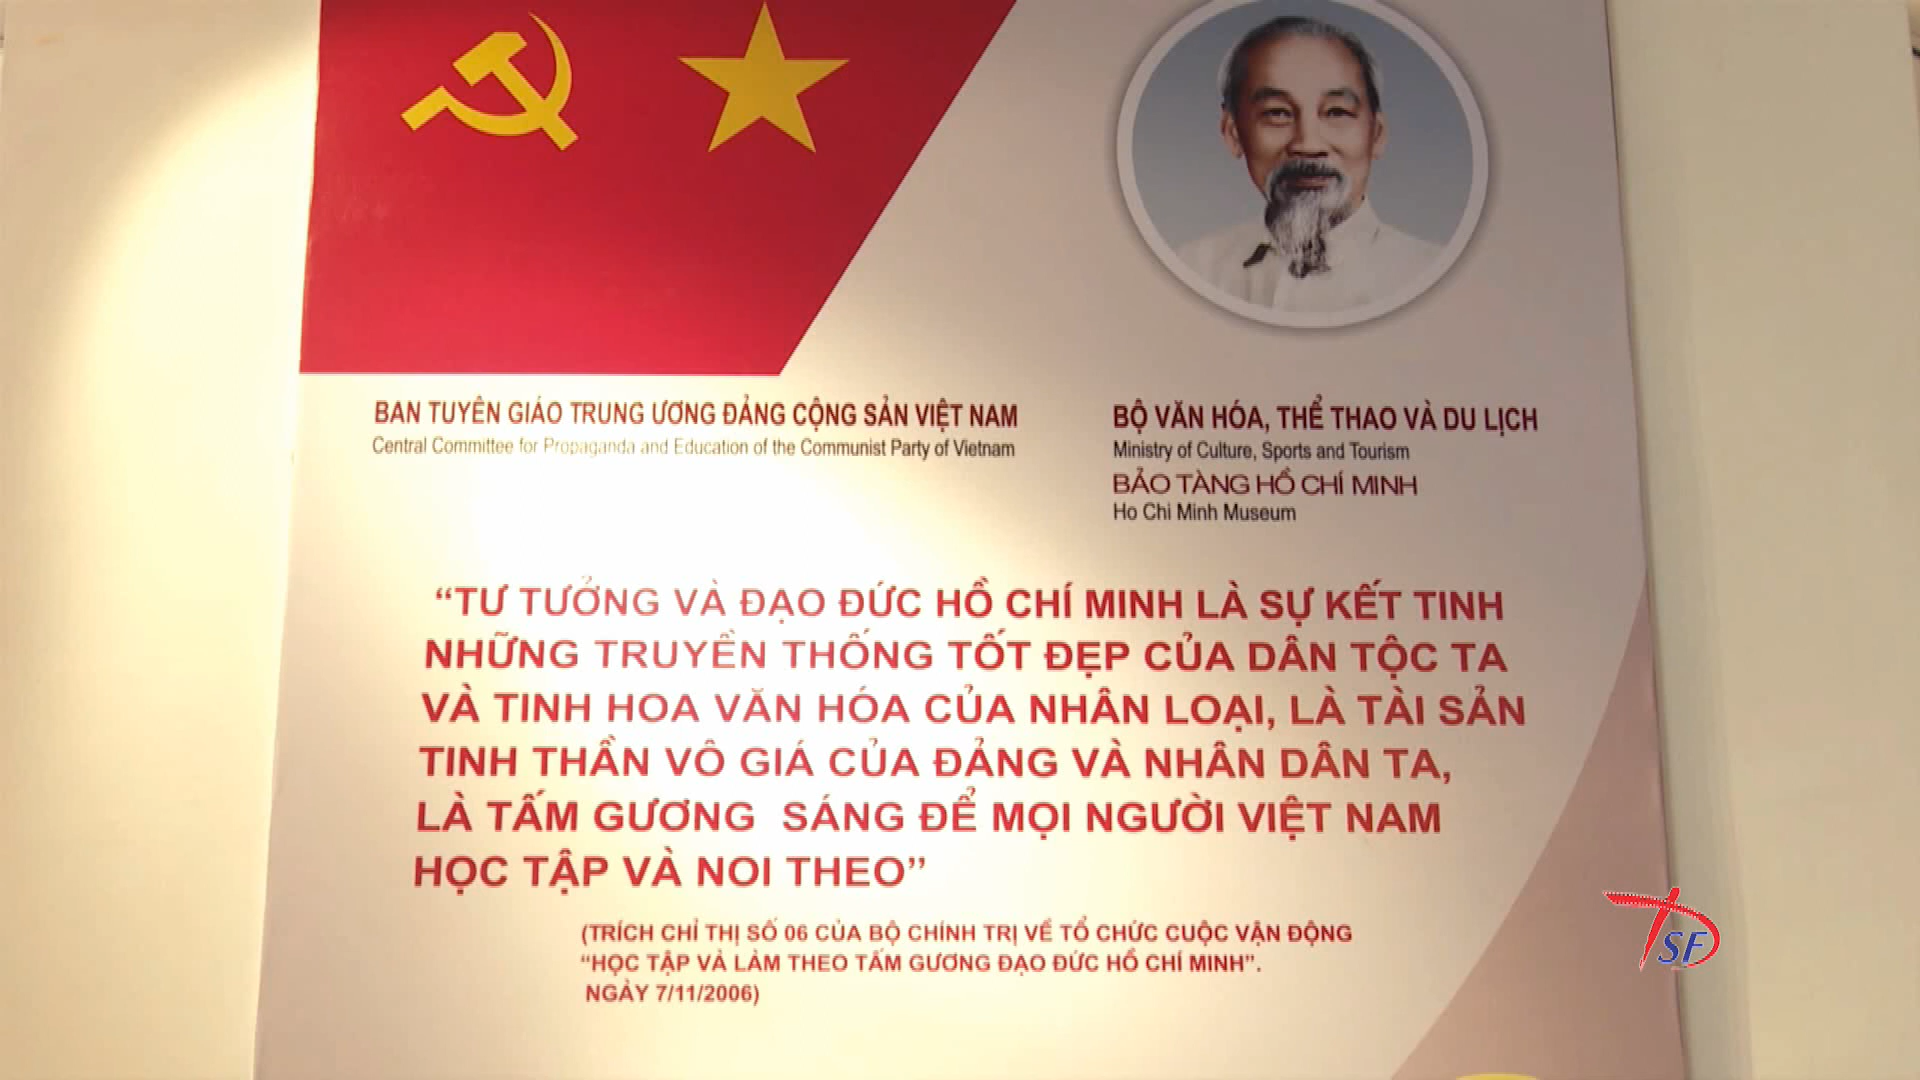 BAN TUYÊN GIÁO TRUNG ƯƠNG ĐẢNG CỘNG SẢN VIỆT NAM
Central Committee for Propaganda and Education of the Communist Party of Vietnam
BỘ VĂN HÓA, THỂ THAO VÀ DU LỊCH
Ministry of Culture, Sports and Tourism
BẢO TÀNG HỒ CHÍ MINH
Ho Chi Minh Museum
“TƯ TƯỞNG VÀ ĐẠO ĐỨC HỒ CHÍ MINH LÀ SỰ KẾT TINH
NHỮNG TRUYỀN THỐNG TỐT ĐẸP CỦA DÂN TỘC TA
VÀ TINH HOA VĂN HÓA CỦA NHÂN LOẠI, LÀ TÀI SẢN
TINH THẦN VÔ GIÁ CỦA ĐẢNG VÀ NHÂN DÂN TA,
LÀ TẤM GƯƠNG SÁNG ĐỂ MỌI NGƯỜI VIỆT NAM
HỌC TẬP VÀ NOI THEO”
(TRÍCH CHỈ THỊ SỐ 06 CỦA BỘ CHÍNH TRỊ VỀ TỔ CHỨC CUỘC VẬN ĐỘNG
“HỌC TẬP VÀ LÀM THEO TẤM GƯƠNG ĐẠO ĐỨC HỒ CHÍ MINH”.
NGÀY 7/11/2006)
TSF